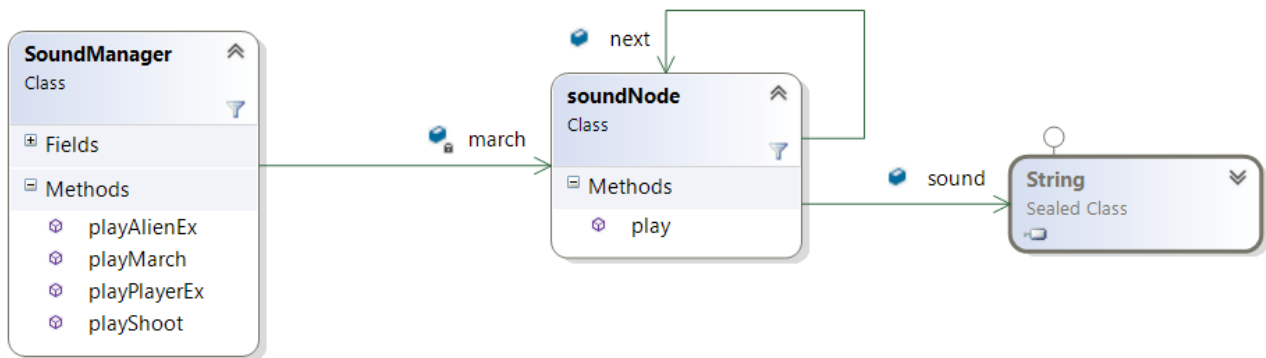 SoundManager
Class
Fields
Methods
playAlienEx
playMarch
playPlayerEx
playShoot
march
next
soundNode
Class
Methods
play
sound
String
Sealed Class